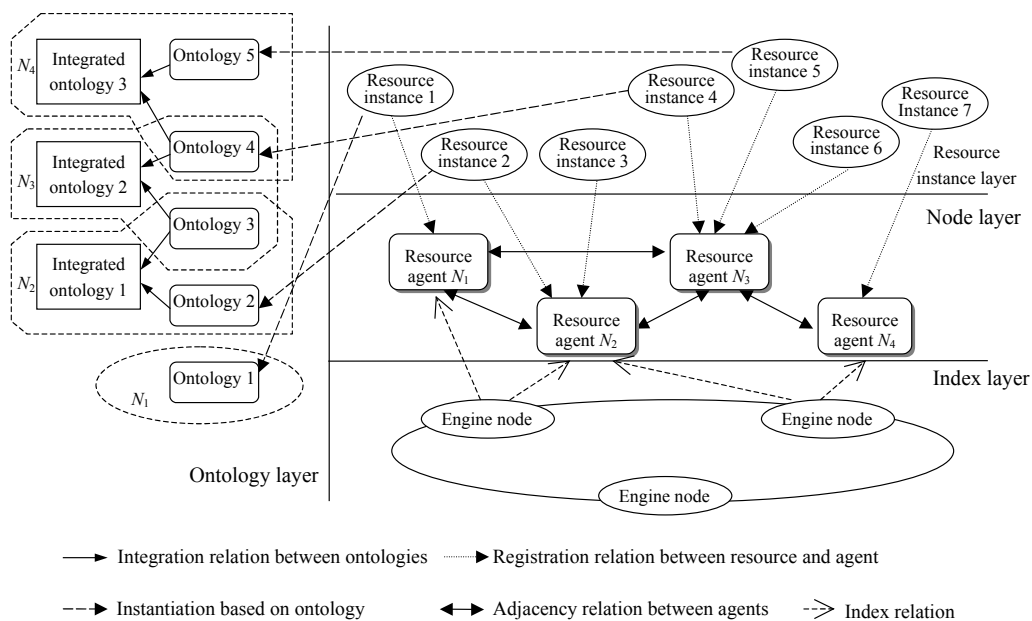 N4
Integrated
ontology 3
Ontology 5
Ontology 4
N3
Integrated
ontology 2
Ontology 3
N2
Integrated
ontology 1
Ontology 2
N1
Ontology 1
Ontology layer
Resource
instance 1
Resource
instance 2
Resource
instance 3
Resource
instance 4
Resource
instance 5
Resource
instance 6
Resource
Instance 7
Resource
instance layer
Node layer
Resource
agent N1
Resource
agent N2
Resource
agent N3
Resource
agent N4
Index layer
Engine node
Engine node
Engine node
Integration relation between ontologies
Registration relation between resource and agent
Instantiation based on ontology
Adjacency relation between agents
Index relation